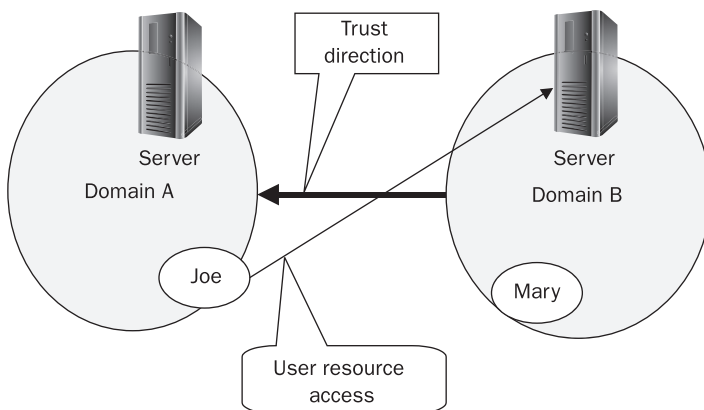 Trust
direction
Server
Domain A
Server
Domain B
Joe
Mary
User resource
access